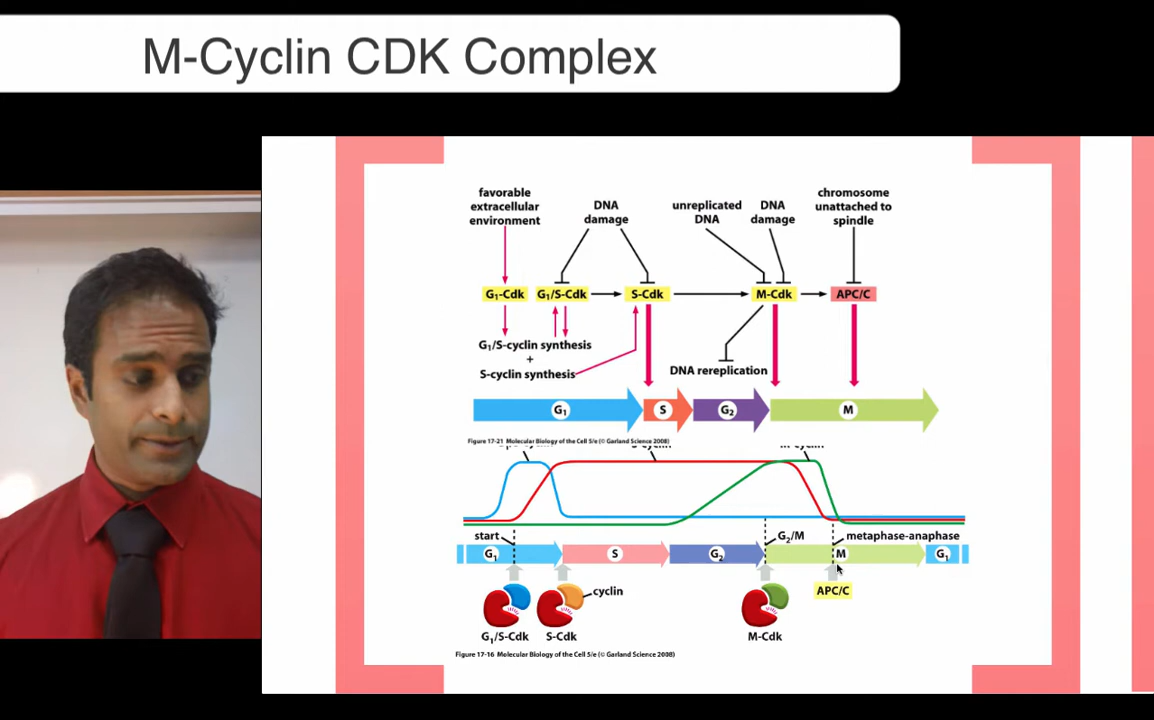 M-Cyclin CDK Complex
favorable
extracellular
environment
DNA
damage
unreplicated
DNA
DNA
damage
chromosome
unattached to
spindle
G₁-Cdk
G₁/S-Cdk
S-Cdk
M-Cdk
APC/C
G₁/S-cyclin synthesis
+
S-cyclin synthesis
DNA rereplication
G₁
S
G₂
M
Figure 17-21 Molecular Biology of the Cell 5/e (© Garland Science 2008)
start
G₂/M
metaphase-anaphase
G₁
S
G₂
M
G₁
cyclin
APC/C
G₁/S-Cdk
S-Cdk
M-Cdk
Figure 17-16 Molecular Biology of the Cell 5/e (© Garland Science 2008)